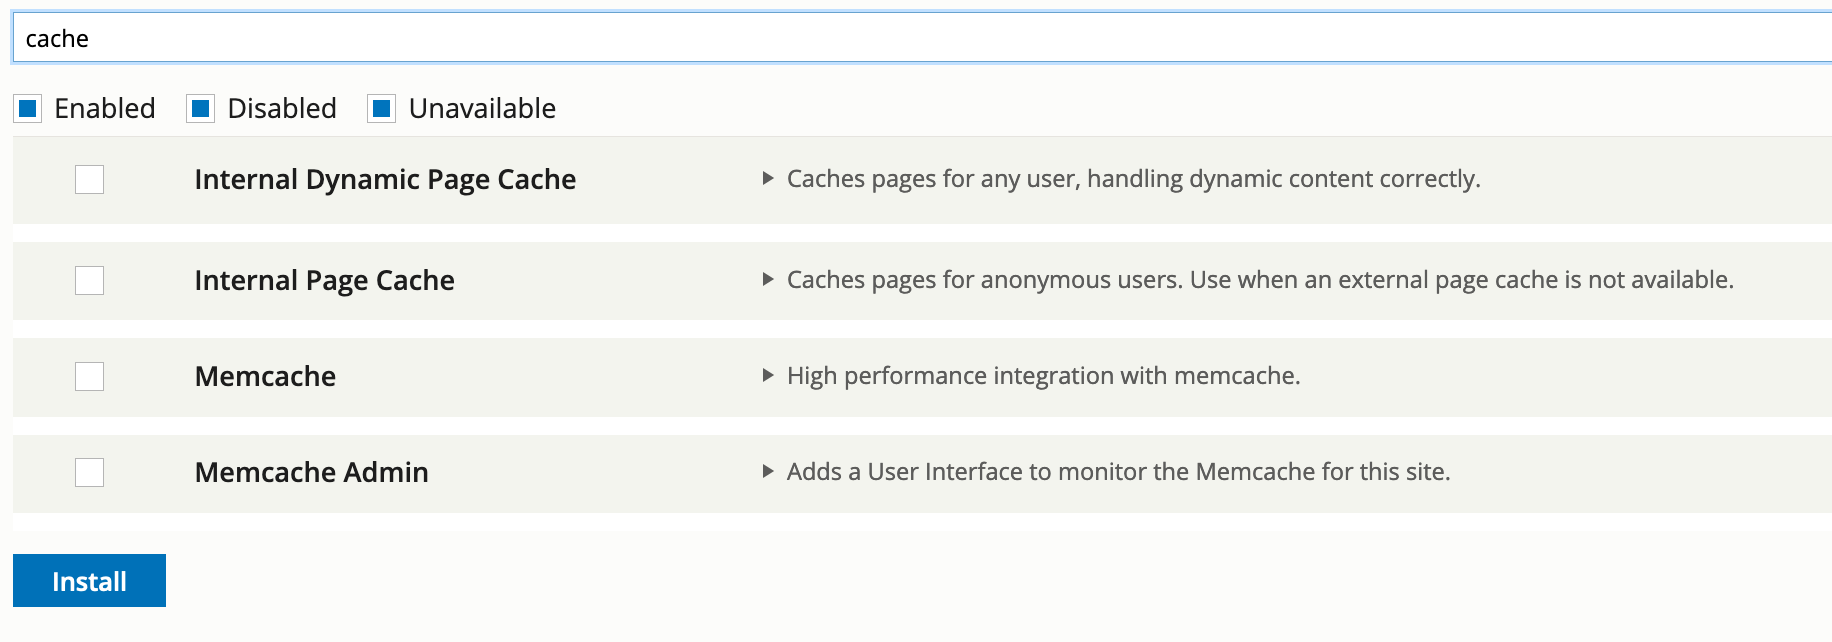 cache
Enabled Disabled Unavailable
Internal Dynamic Page Cache Caches pages for any user, handling dynamic content correctly.
Internal Page Cache Caches pages for anonymous users. Use when an external page cache is not available.
Memcache High performance integration with memcache.
Memcache Admin Adds a User Interface to monitor the Memcache for this site.
Install